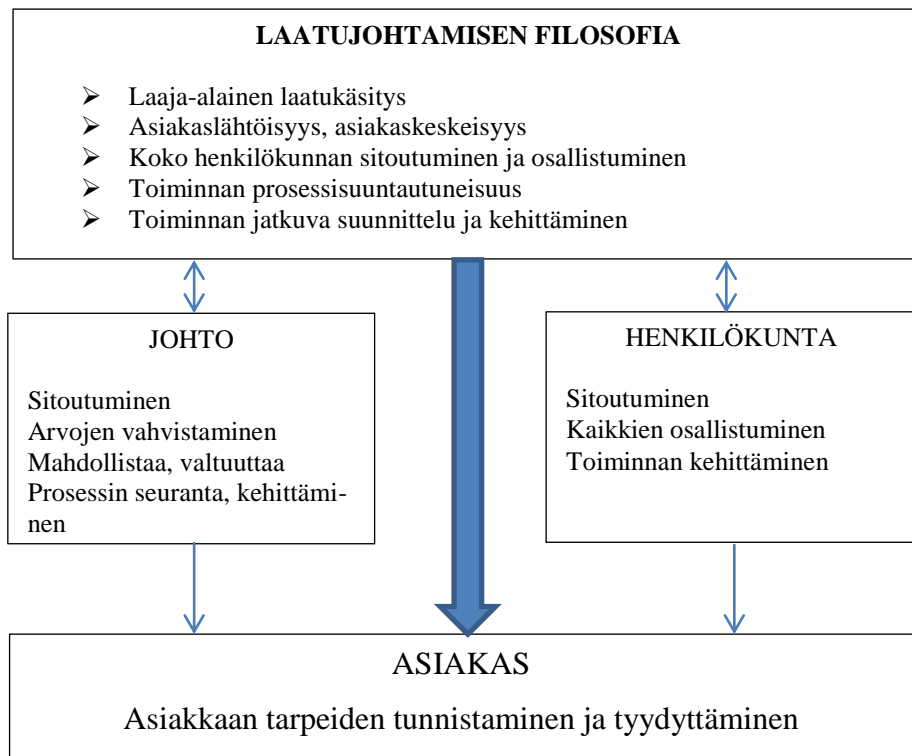 LAATUJOHTAMISEN FILOSOFIA
➢ Laaja-alainen laatukäsitys
➢ Asiakaslähtöisyys, asiakaskeskeisyys
➢ Koko henkilökunnan sitoutuminen ja osallistuminen
➢ Toiminnan prosessisuuntautuneisuus
➢ Toiminnan jatkuva suunnittelu ja kehittäminen
JOHTO
Sitoutuminen
Arvojen vahvistaminen
Mahdollistaa, valtuuttaa
Prosessin seuranta, kehittämi-
nen
HENKILÖKUNTA
Sitoutuminen
Kaikkien osallistuminen
Toiminnan kehittäminen
ASIAKAS
Asiakkaan tarpeiden tunnistaminen ja tyydyttäminen